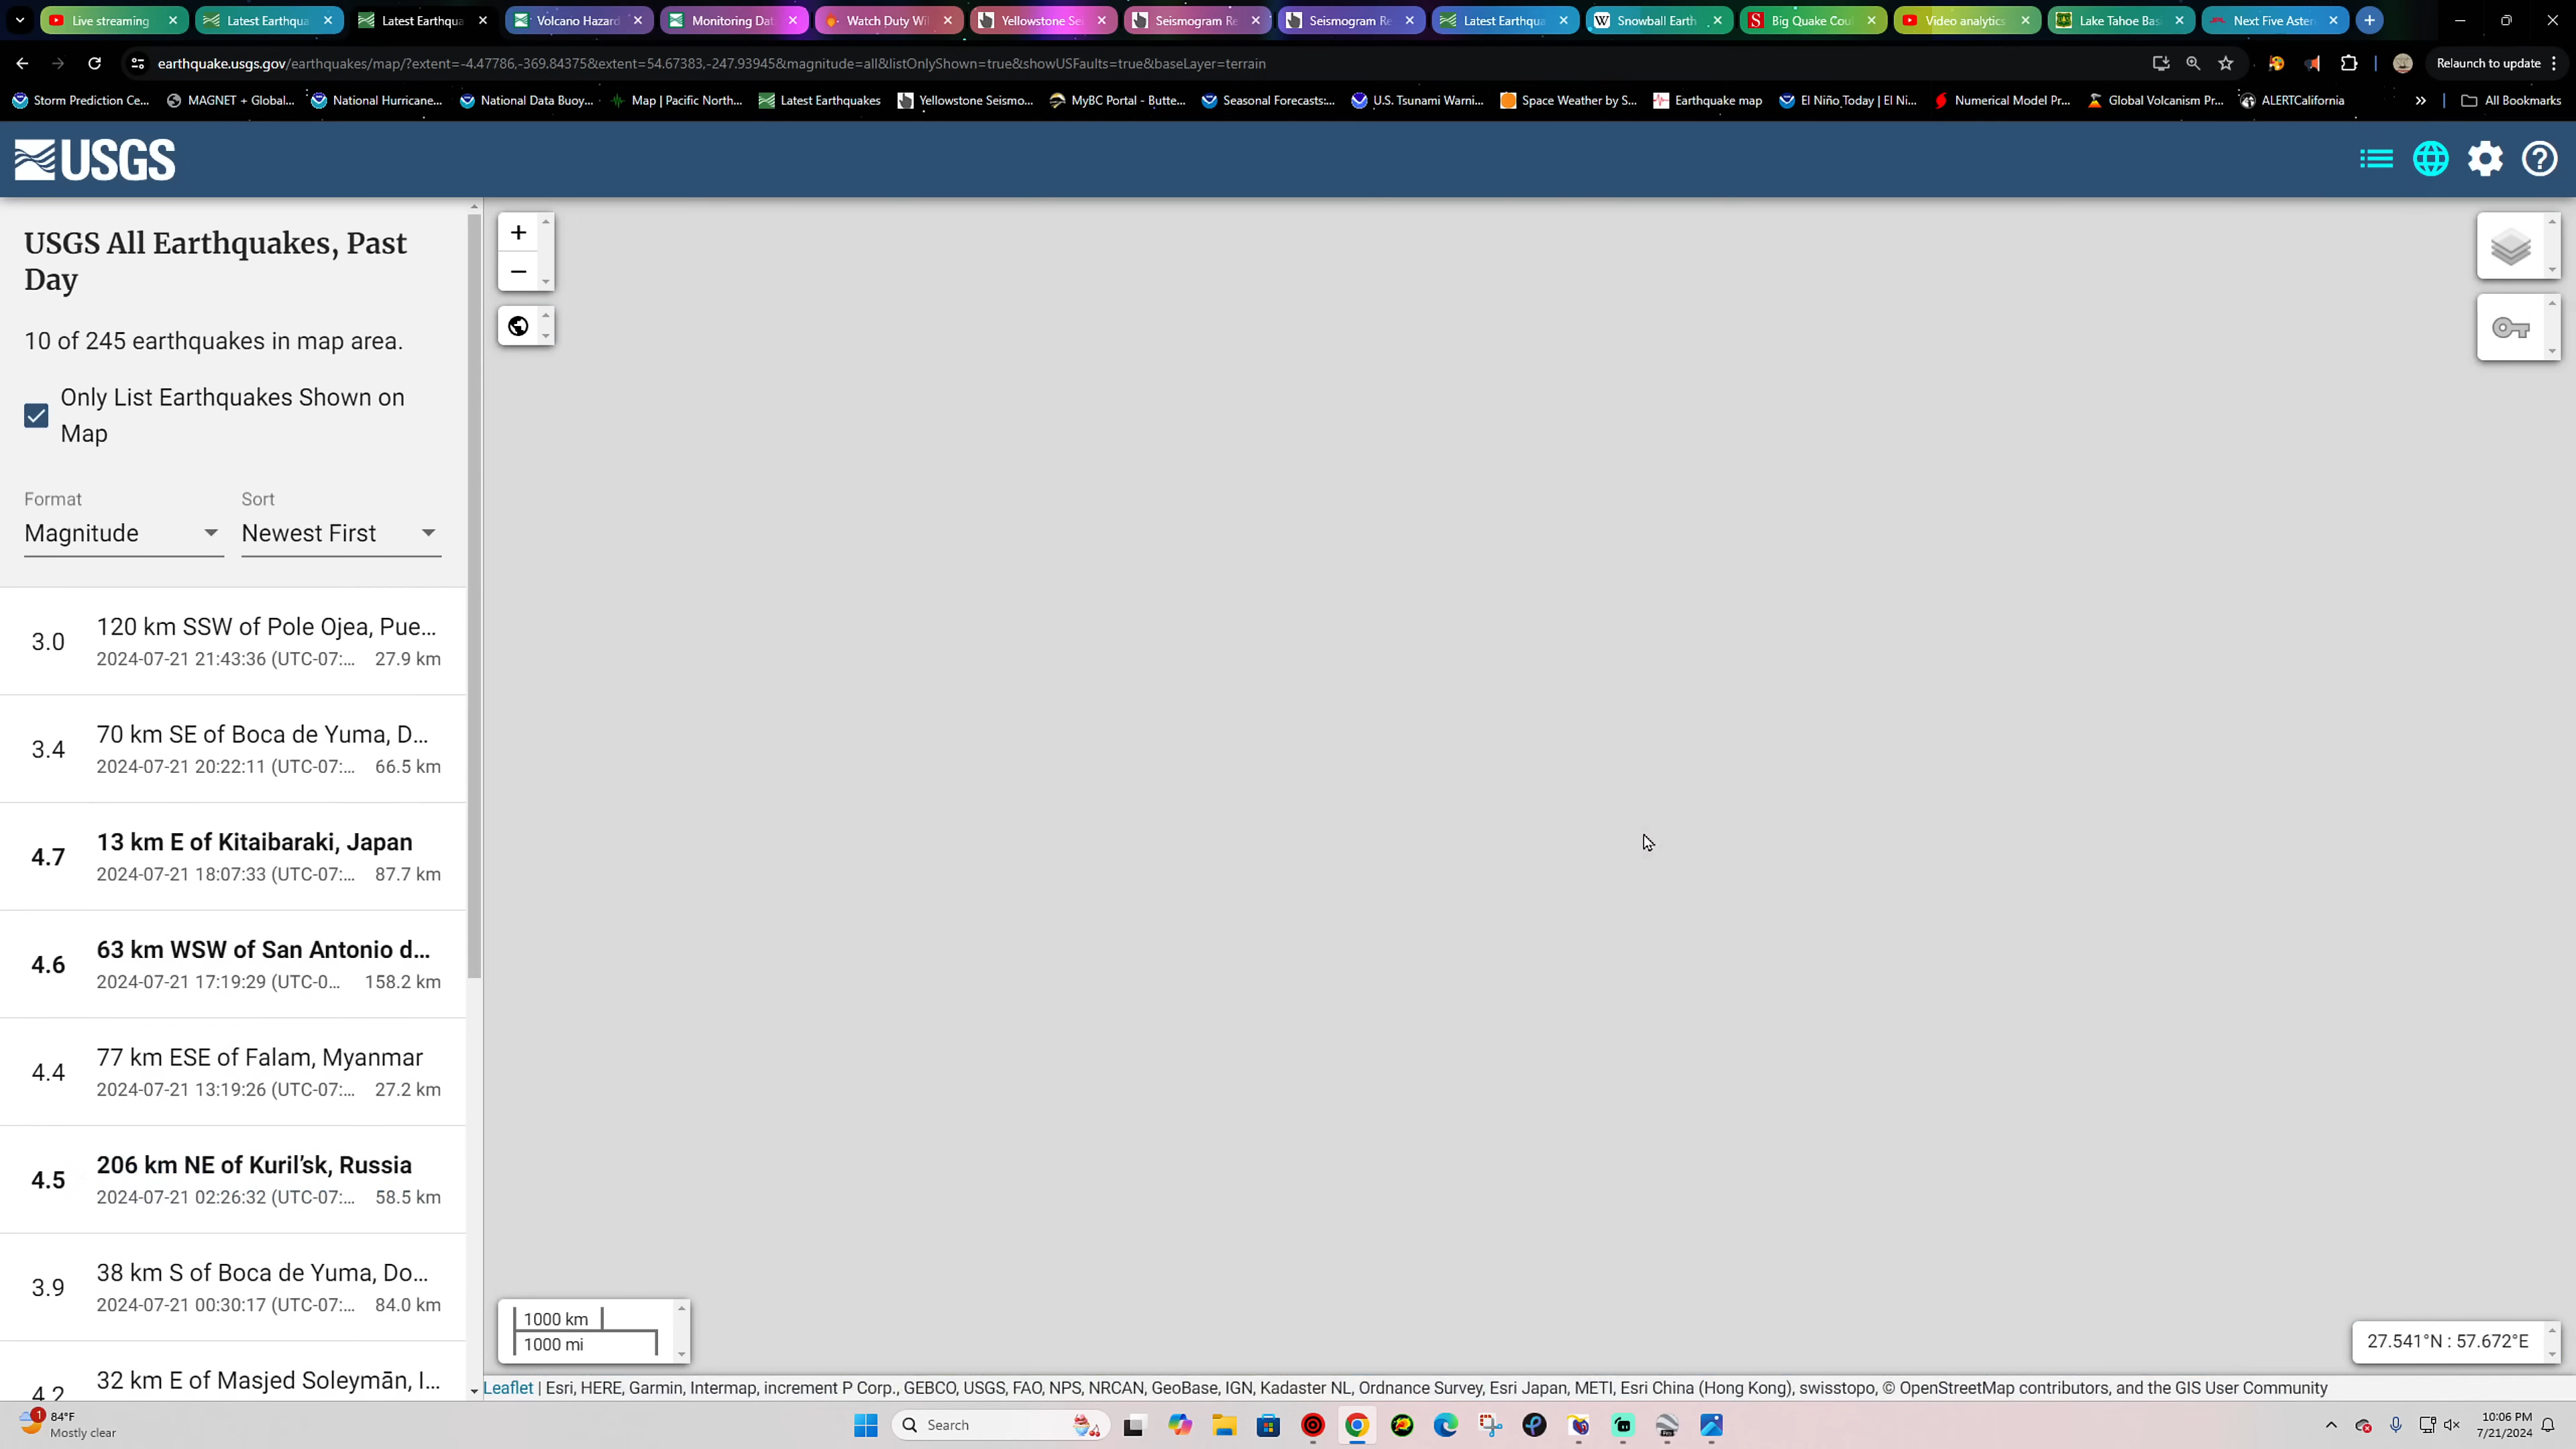 Live streaming
Latest Earthqua
Latest Earthqua
Volcano Hazard
Monitoring Dat
Watch Duty Wil
Yellowstone Sei
Seismogram Re
Seismogram Re
Latest Earthqua
Snowball Earth
Big Quake Coul
Video analytics
Lake Tahoe Bas
Next Five Aster
earthquake.usgs.gov/earthquakes/map/?extent=-4.47786,-369.84375&extent=54.67383,-247.93945&magnitude=all&listOnlyShown=true&showUSFaults=true&baseLayer=terrain
Relaunch to update
Storm Prediction Ce...
MAGNET + Global...
National Hurricane...
National Data Buoy...
Map | Pacific North...
Latest Earthquakes
Yellowstone Seismo...
MyBC Portal - Butte...
Seasonal Forecasts:...
U.S. Tsunami Warni...
Space Weather by S...
Earthquake map
El Niño Today | El Ni...
Numerical Model Pr...
Global Volcanism Pr...
ALERTCalifornia
All Bookmarks
USGS
USGS All Earthquakes, Past
Day
10 of 245 earthquakes in map area.
Only List Earthquakes Shown on
Map
Format
Sort
Magnitude
Newest First
3.0
120 km SSW of Pole Ojea, Pue...
2024-07-21 21:43:36 (UTC-07:... 27.9 km
3.4
70 km SE of Boca de Yuma, D...
2024-07-21 20:22:11 (UTC-07:... 66.5 km
4.7
13 km E of Kitaibaraki, Japan
2024-07-21 18:07:33 (UTC-07:... 87.7 km
4.6
63 km WSW of San Antonio d...
2024-07-21 17:19:29 (UTC-0... 158.2 km
4.4
77 km ESE of Falam, Myanmar
2024-07-21 13:19:26 (UTC-07:... 27.2 km
4.5
206 km NE of Kuril’sk, Russia
2024-07-21 02:26:32 (UTC-07:... 58.5 km
3.9
38 km S of Boca de Yuma, Do...
2024-07-21 00:30:17 (UTC-07:... 84.0 km
4.2
32 km E of Masjed Soleymān, I...
1000 km
1000 mi
27.541°N : 57.672°E
Leaflet | Esri, HERE, Garmin, Intermap, increment P Corp., GEBCO, USGS, FAO, NPS, NRCAN, GeoBase, IGN, Kadaster NL, Ordnance Survey, Esri Japan, METI, Esri China (Hong Kong), swisstopo, © OpenStreetMap contributors, and the GIS User Community
1
84°F
Mostly clear
Search
10:06 PM
7/21/2024